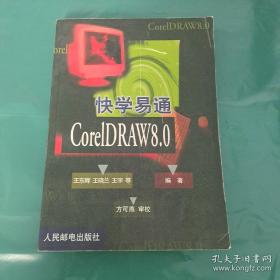 CorelDRAW8.0
快学易通
CorelDRAW8.0
王东辉 王晓兰 王宇 等 编著
方可燕 审校
人民邮电出版社
孔夫子旧书网